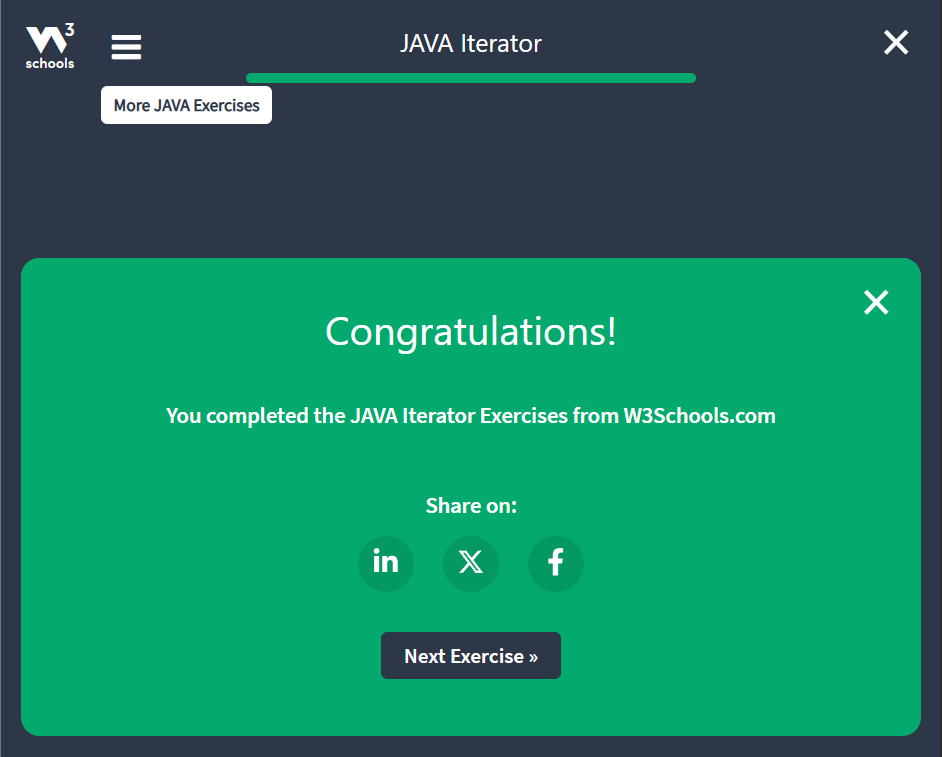 W3
schools
JAVA Iterator
More JAVA Exercises
Congratulations!
You completed the JAVA Iterator Exercises from W3Schools.com
Share on:
in
X
f
Next Exercise »